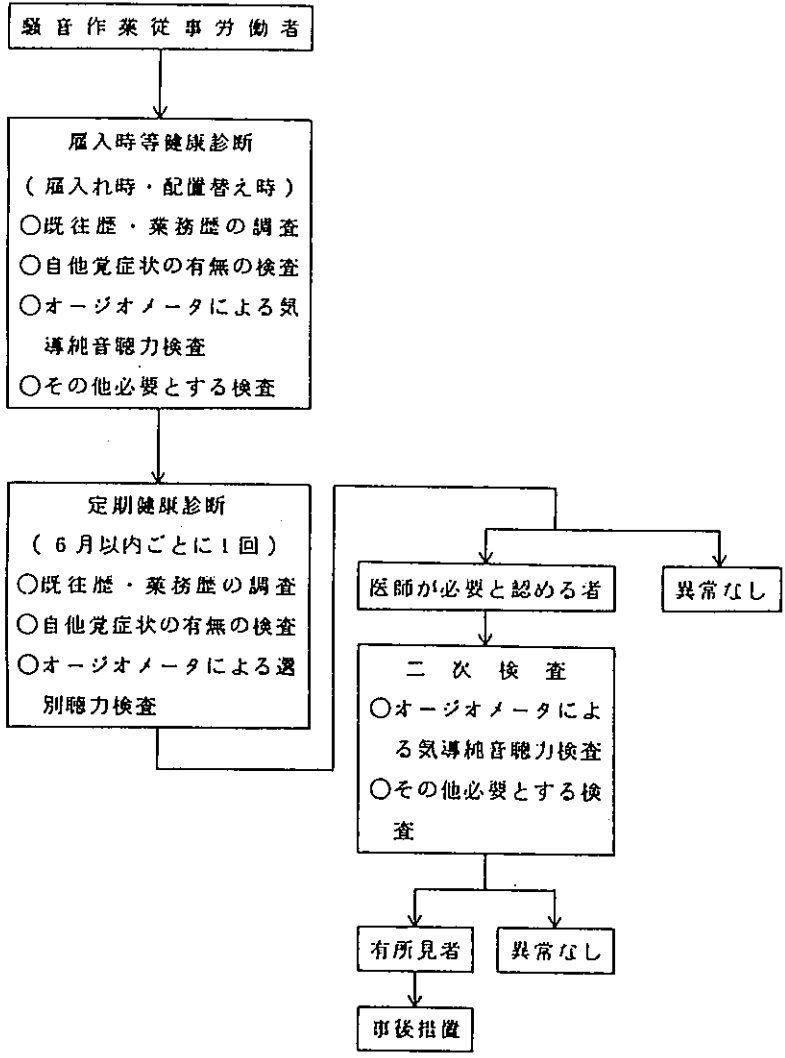 騒音作業従事労働者
雇入時等健康診断
(雇入れ時・配置替え時)
○既往歴・業務歴の調査
○自他覚症状の有無の検査
○オージオメータによる気
導純音聴力検査
○その他必要とする検査
定期健康診断
(6月以内ごとに1回)
○既往歴・業務歴の調査
○自他覚症状の有無の検査
○オージオメータによる選
別聴力検査
医師が必要と認める者
異常なし
二次検査
○オージオメータによ
る気導純音聴力検査
○その他必要とする検
査
有所見者
異常なし
事後措置